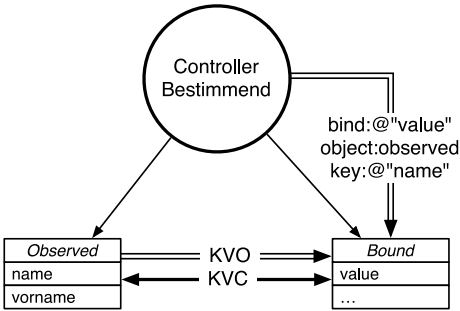 Controller
Bestimmend
bind:@"value"
object:observed
key:@"name"
Observed
name
vorname
KVO
KVC
Bound
value
…